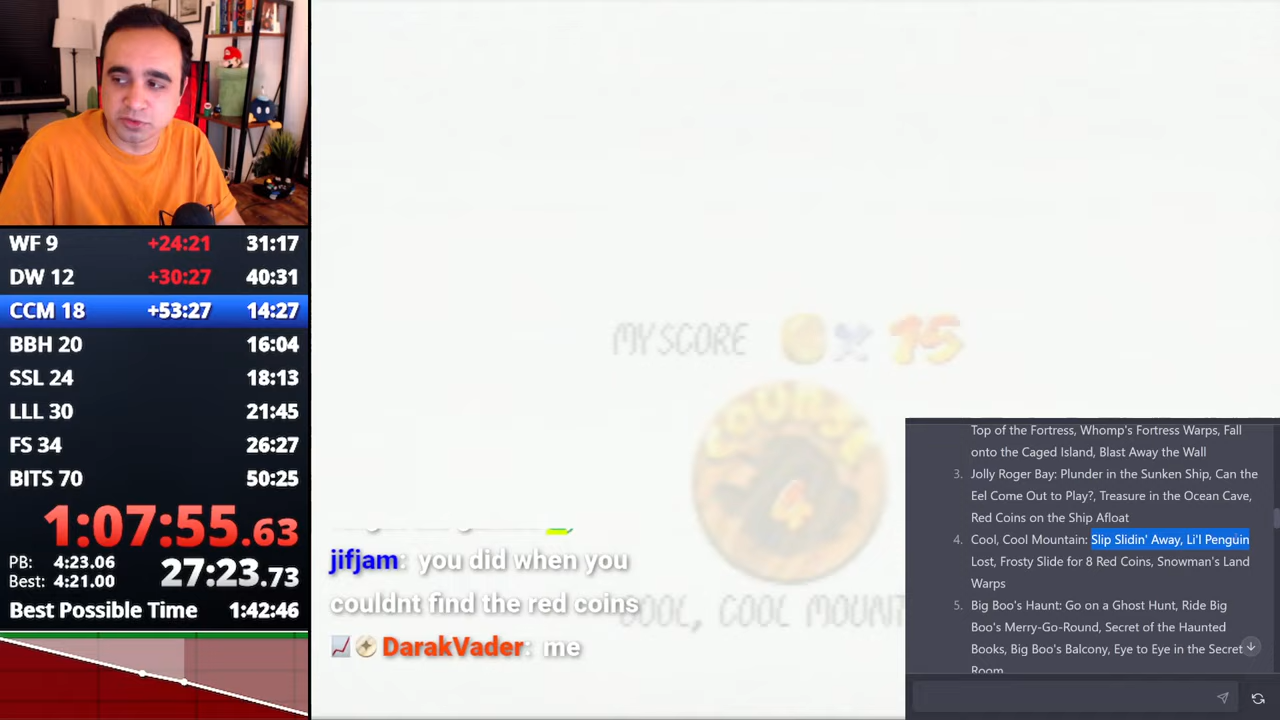 WF 9 +24:21 31:17
DW 12 +30:27 40:31
CCM 18 +53:27 14:27
BBH 20 16:04
SSL 24 18:13
LLL 30 21:45
FS 34 26:27
BITS 70 50:25
1:07:55.63
PB: 4:23.06
Best: 4:21.00
27:23.73
Best Possible Time 1:42:46
MY SCORE x 15
COURSE
4
COOL, COOL MOUNT
jifjam: you did when you
couldnt find the red coins
DarakVader: me
Top of the Fortress, Whomp's Fortress Warps, Fall
onto the Caged Island, Blast Away the Wall
3. Jolly Roger Bay: Plunder in the Sunken Ship, Can the
Eel Come Out to Play?, Treasure in the Ocean Cave,
Red Coins on the Ship Afloat
4. Cool, Cool Mountain: Slip Slidin' Away, Li'l Penguin
Lost, Frosty Slide for 8 Red Coins, Snowman's Land
Warps
5. Big Boo's Haunt: Go on a Ghost Hunt, Ride Big
Boo's Merry-Go-Round, Secret of the Haunted
Books, Big Boo's Balcony, Eye to Eye in the Secret
Room